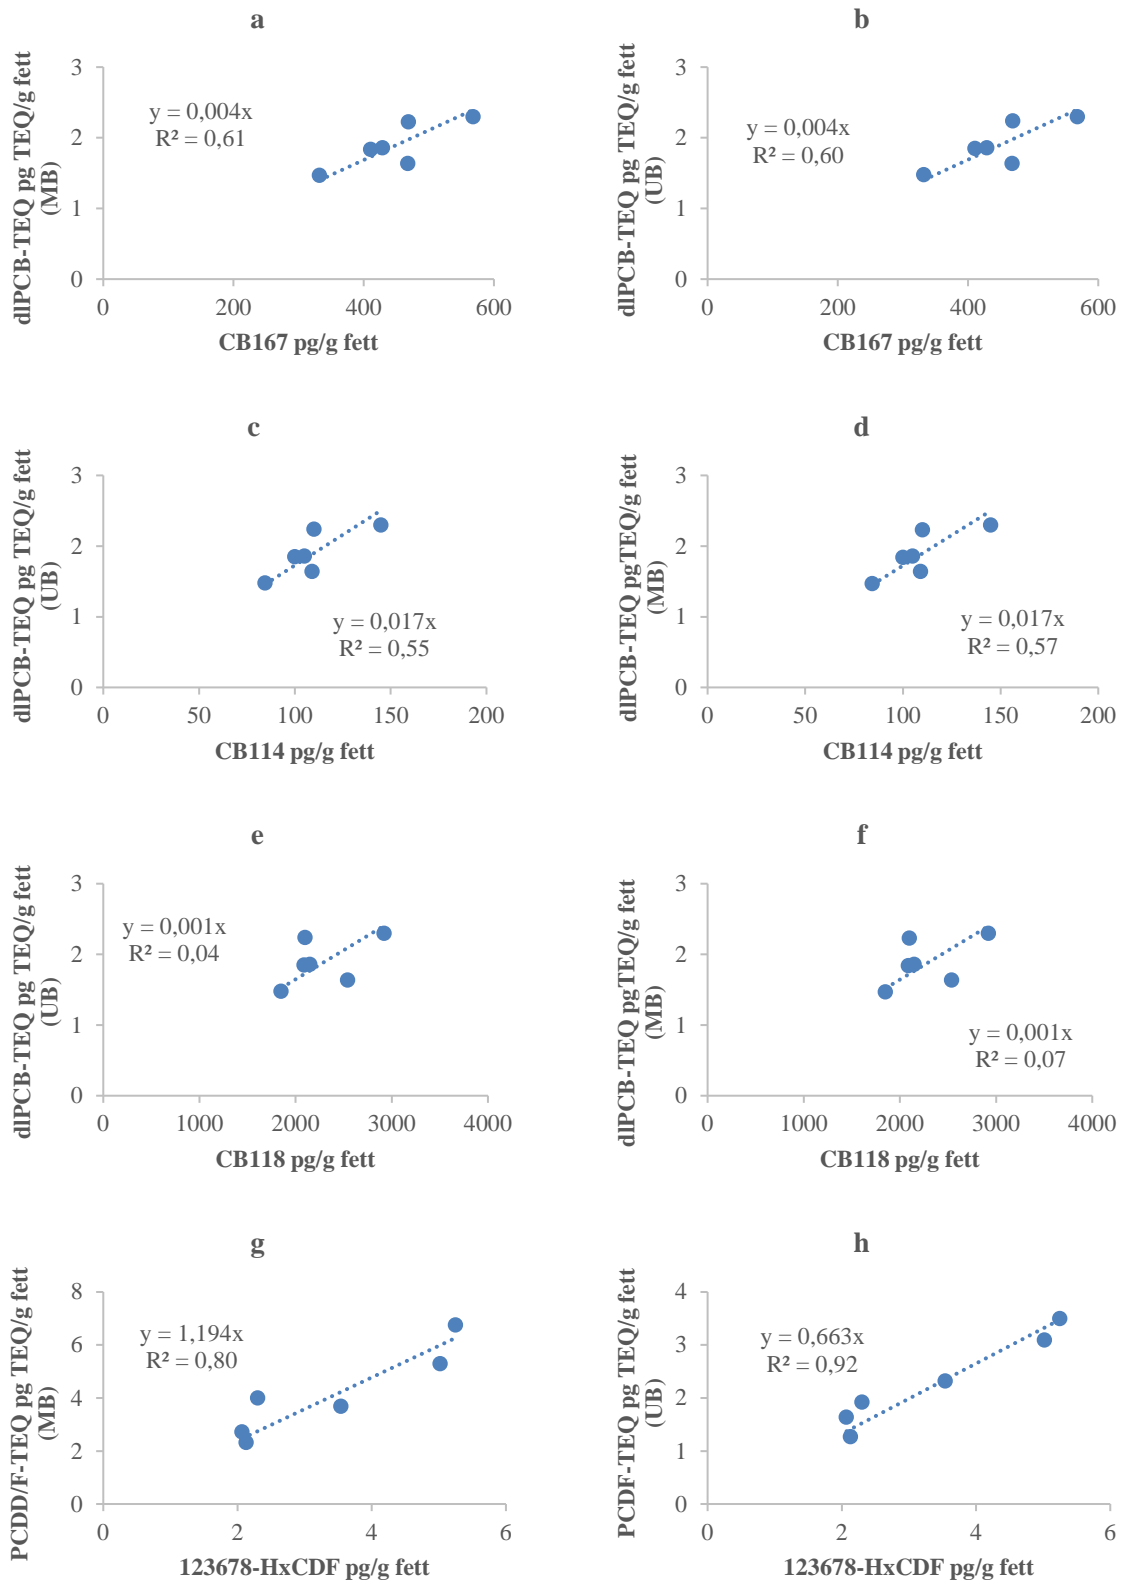 a
dlPCB-TEQ pg TEQ/g fett
(MB)
3
2
1
0
y = 0,004x
R² = 0,61
0 200 400 600
CB167 pg/g fett
b
dlPCB-TEQ pg TEQ/g fett
(UB)
3
2
1
0
y = 0,004x
R² = 0,60
0 200 400 600
CB167 pg/g fett
c
dlPCB-TEQ pg TEQ/g fett
(UB)
3
2
1
0
y = 0,017x
R² = 0,55
0 50 100 150 200
CB114 pg/g fett
d
dlPCB-TEQ pgTEQ/g fett
(MB)
3
2
1
0
y = 0,017x
R² = 0,57
0 50 100 150 200
CB114 pg/g fett
e
dlPCB-TEQ pg TEQ/g fett
(UB)
3
2
1
0
y = 0,001x
R² = 0,04
0 1000 2000 3000 4000
CB118 pg/g fett
f
dlPCB-TEQ pgTEQ/g fett
(MB)
3
2
1
0
y = 0,001x
R² = 0,07
0 1000 2000 3000 4000
CB118 pg/g fett
g
PCDD/F-TEQ pg TEQ/g fett
(MB)
8
6
4
2
0
y = 1,194x
R² = 0,80
0 2 4 6
123678-HxCDF pg/g fett
h
PCDF-TEQ pg TEQ/g fett
(UB)
4
3
2
1
0
y = 0,663x
R² = 0,92
0 2 4 6
123678-HxCDF pg/g fett